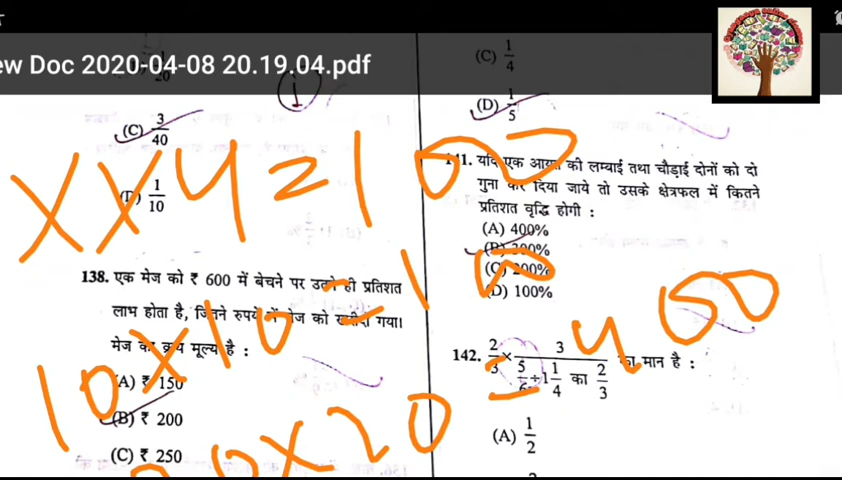 ew Doc 2020-04-08 20.19.04.pdf
(C) 3/40
1/10
138. एक मेज को ₹ 600 में बेचने पर उतने ही प्रतिशत
लाभ होता है, जितने रुपये में मेज को खरीदा गया।
मेज का क्रय मूल्य है :
(A) ₹ 150
(B) ₹ 200
(C) ₹ 250
(C) 1/4
(D) 1/5
141. यदि एक आयत की लम्बाई तथा चौड़ाई दोनों को दो
गुना कर दिया जाये तो उसके क्षेत्रफल में कितने
प्रतिशत वृद्धि होगी :
(A) 400%
(B) 300%
(C) 200%
(D) 100%
142. 2/3 × 3/(5/6 ÷ 1 1/4 का 2/3) का मान है :
(A) 1/2
X x 4 = 100
10 x 10 = 100
x 20
400